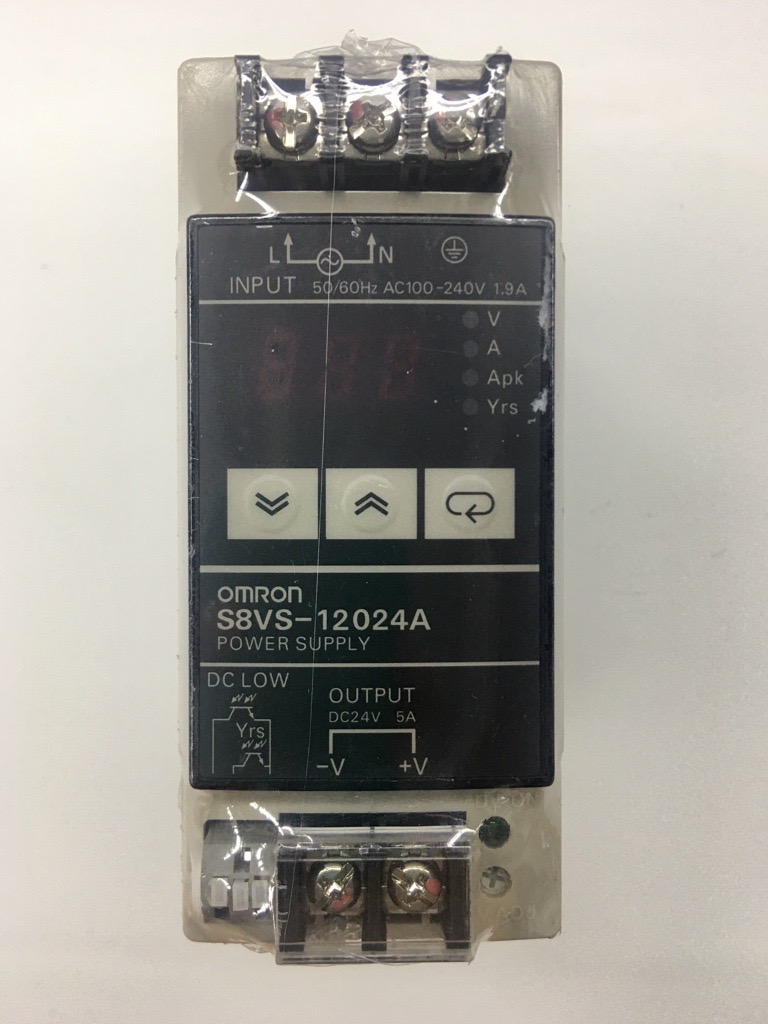 L N
INPUT 50/60Hz AC100-240V 1.9A
V
A
Apk
Yrs
OMRON
S8VS-12024A
POWER SUPPLY
DC LOW
Yrs
OUTPUT
DC24V 5A
-V +V